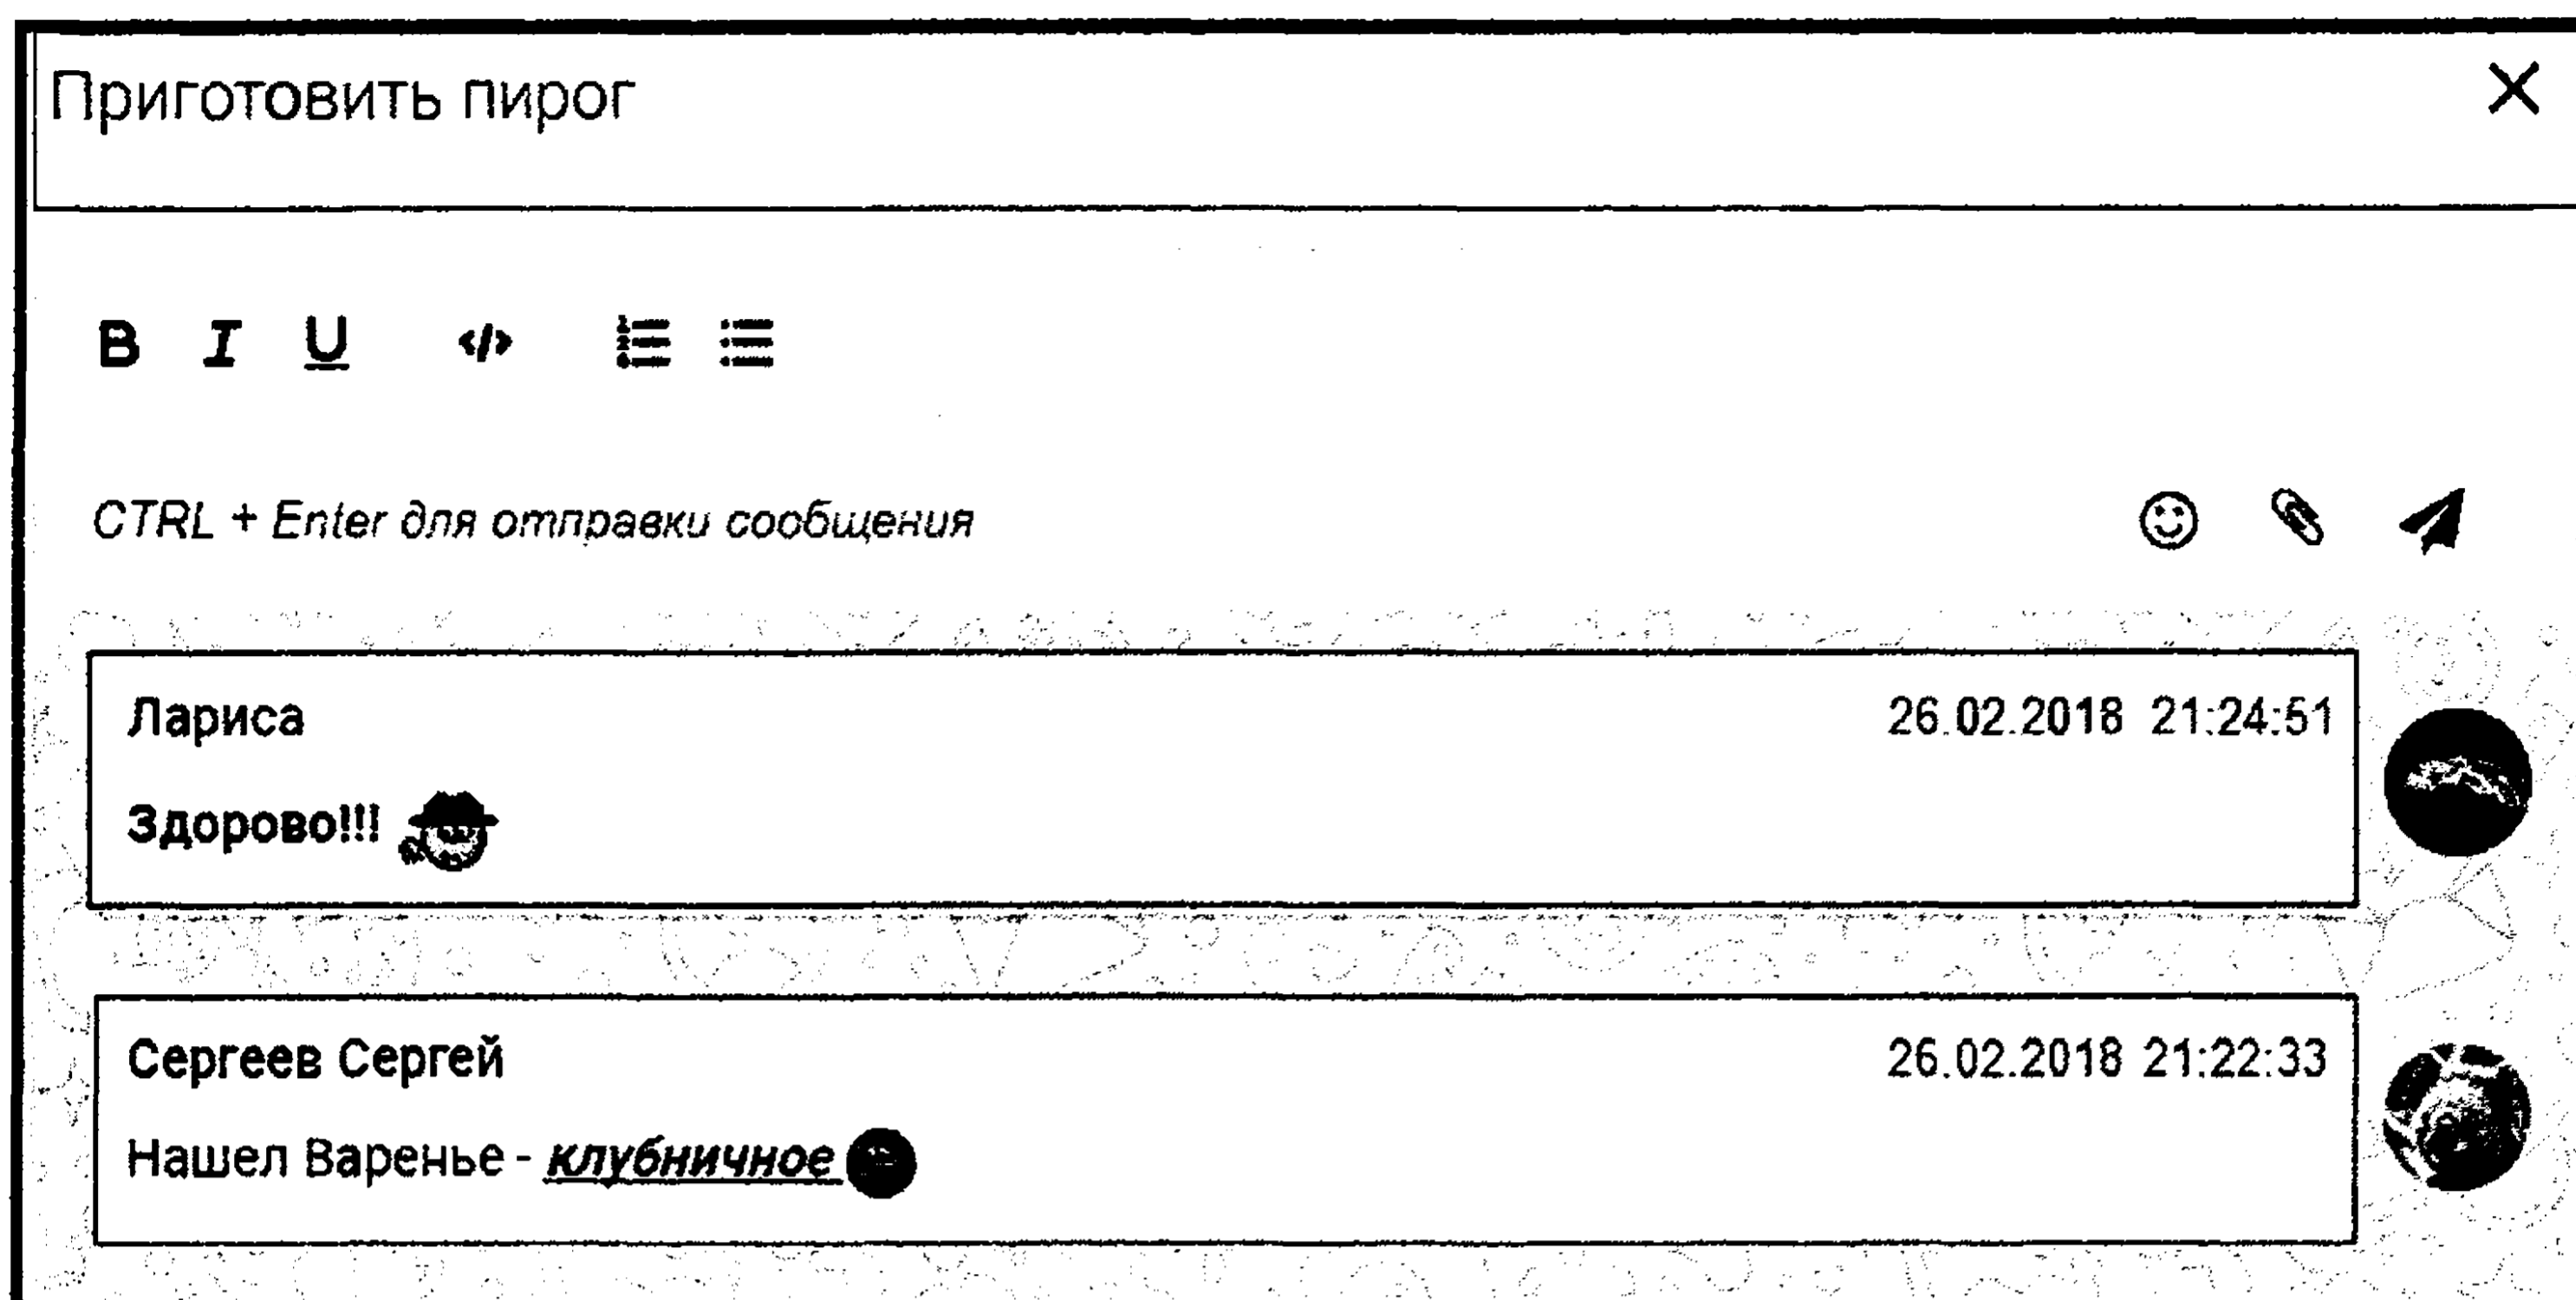 Приготовить пирог
B I U </>
CTRL + Enter для отправки сообщения
Лариса 26.02.2018 21:24:51
Здорово!!!
Сергеев Сергей 26.02.2018 21:22:33
Нашел Варенье - клубничное